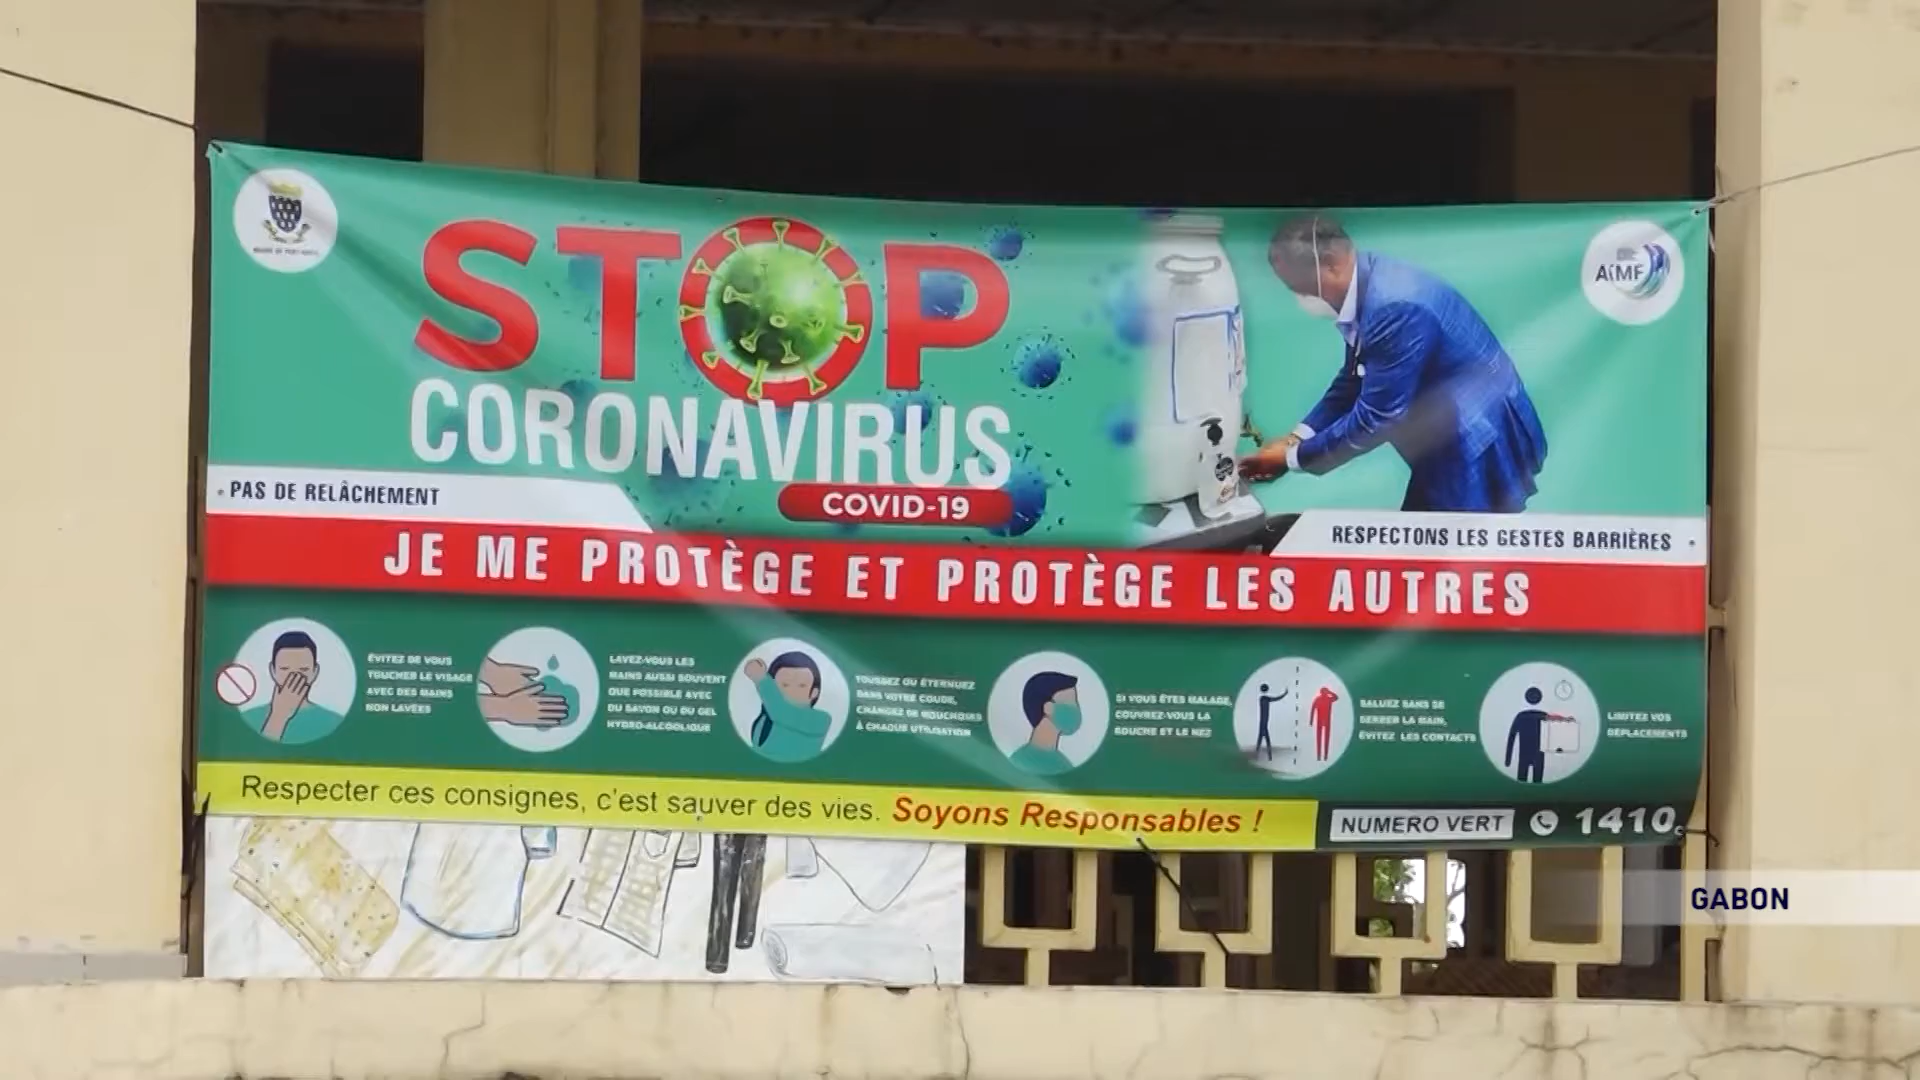 STOP
CORONAVIRUS
COVID-19
AIMF
• PAS DE RELÂCHEMENT
RESPECTONS LES GESTES BARRIÈRES •
JE ME PROTÈGE ET PROTÈGE LES AUTRES
ÉVITEZ DE VOUS
TOUCHER LE VISAGE
AVEC DES MAINS
NON LAVÉES
LAVEZ-VOUS LES
MAINS AUSSI SOUVENT
QUE POSSIBLE AVEC
DU SAVON OU DU GEL
HYDRO-ALCOOLIQUE
TOUSSEZ OU ÉTERNUEZ
DANS VOTRE COUDE,
CHANGEZ DE MOUCHOIRS
À CHAQUE UTILISATION
SI VOUS ÊTES MALADE,
COUVREZ-VOUS LA
BOUCHE ET LE NEZ
SALUEZ SANS SE
SERRER LA MAIN,
ÉVITEZ LES CONTACTS
LIMITEZ VOS
DÉPLACEMENTS
Respecter ces consignes, c'est sauver des vies. Soyons Responsables !
NUMERO VERT 1410
GABON